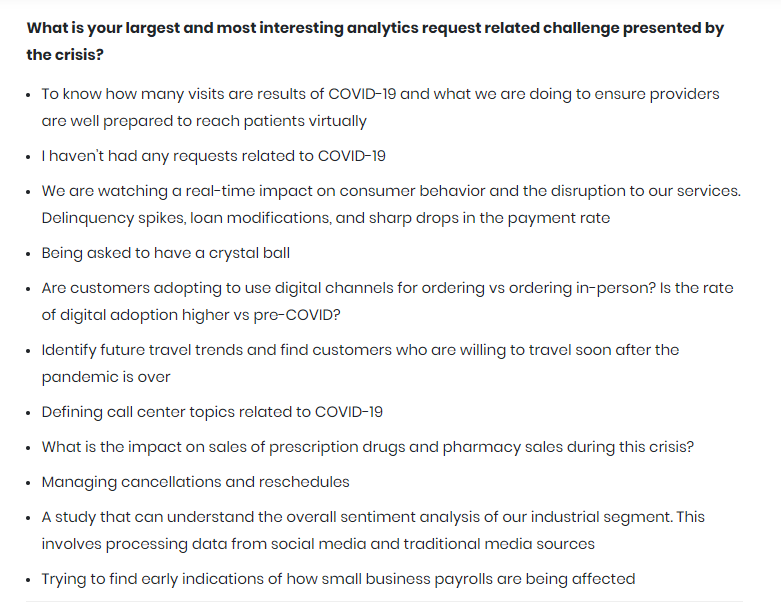 What is your largest and most interesting analytics request related challenge presented by
the crisis?
• To know how many visits are results of COVID-19 and what we are doing to ensure providers
are well prepared to reach patients virtually
• I haven't had any requests related to COVID-19
• We are watching a real-time impact on consumer behavior and the disruption to our services.
Delinquency spikes, loan modifications, and sharp drops in the payment rate
• Being asked to have a crystal ball
• Are customers adopting to use digital channels for ordering vs ordering in-person? Is the rate
of digital adoption higher vs pre-COVID?
• Identify future travel trends and find customers who are willing to travel soon after the
pandemic is over
• Defining call center topics related to COVID-19
• What is the impact on sales of prescription drugs and pharmacy sales during this crisis?
• Managing cancellations and reschedules
• A study that can understand the overall sentiment analysis of our industrial segment. This
involves processing data from social media and traditional media sources
• Trying to find early indications of how small business payrolls are being affected